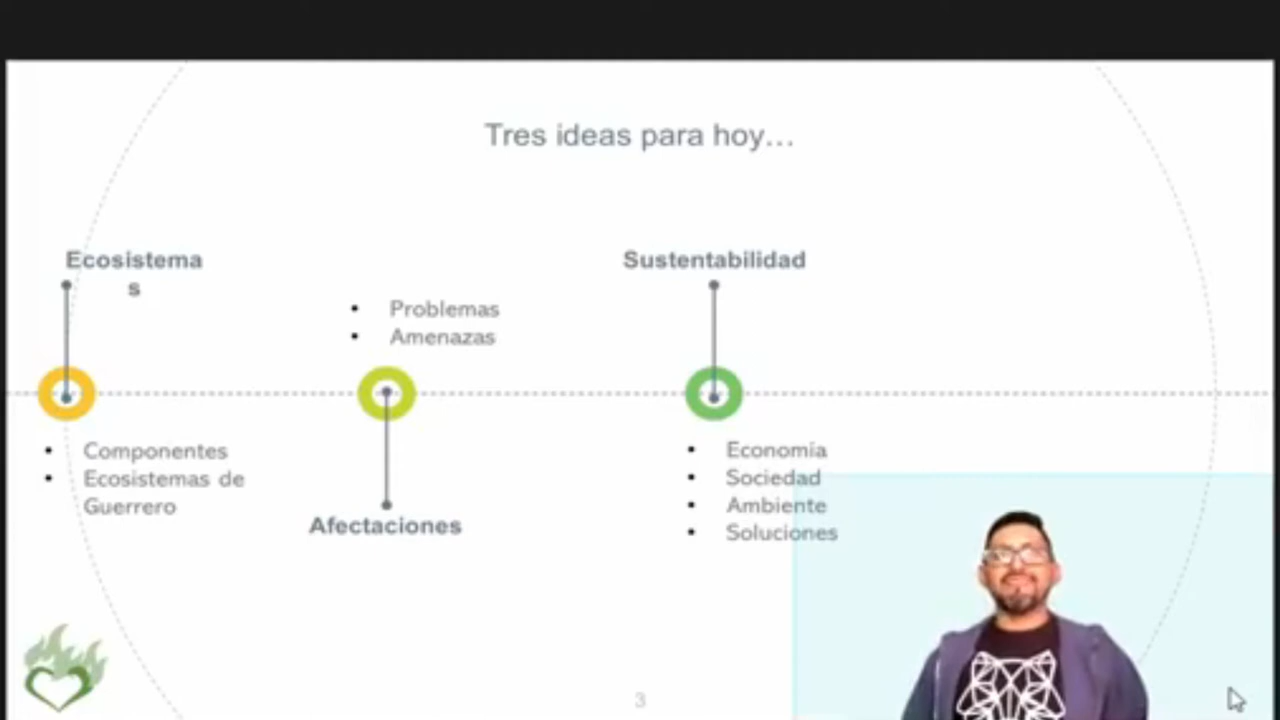 Tres ideas para hoy…
Ecosistema
s
• Componentes
• Ecosistemas de
Guerrero
• Problemas
• Amenazas
Afectaciones
Sustentabilidad
• Economía
• Sociedad
• Ambiente
• Soluciones
3